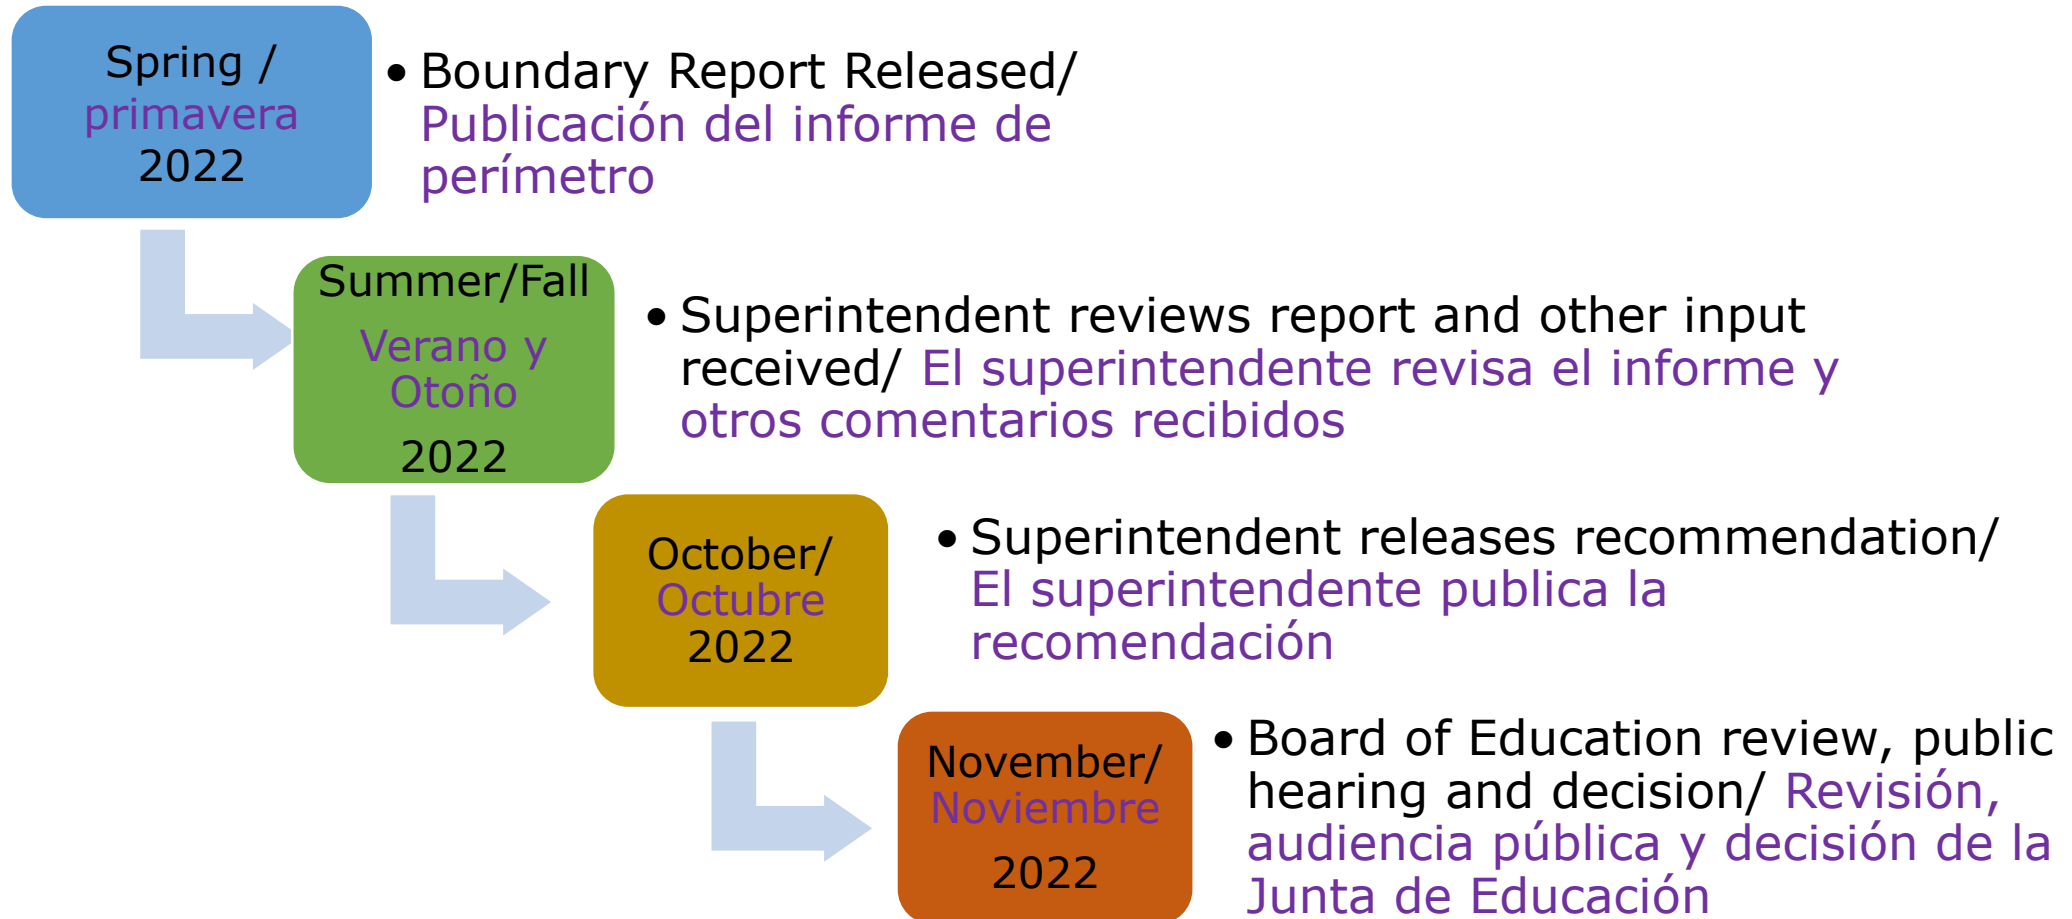 Spring /
primavera
2022
• Boundary Report Released/
Publicación del informe de
perímetro
Summer/Fall
Verano y
Otoño
2022
• Superintendent reviews report and other input
received/ El superintendente revisa el informe y
otros comentarios recibidos
October/
Octubre
2022
• Superintendent releases recommendation/
El superintendente publica la
recomendación
November/
Noviembre
2022
• Board of Education review, public
hearing and decision/ Revisión,
audiencia pública y decisión de la
Junta de Educación